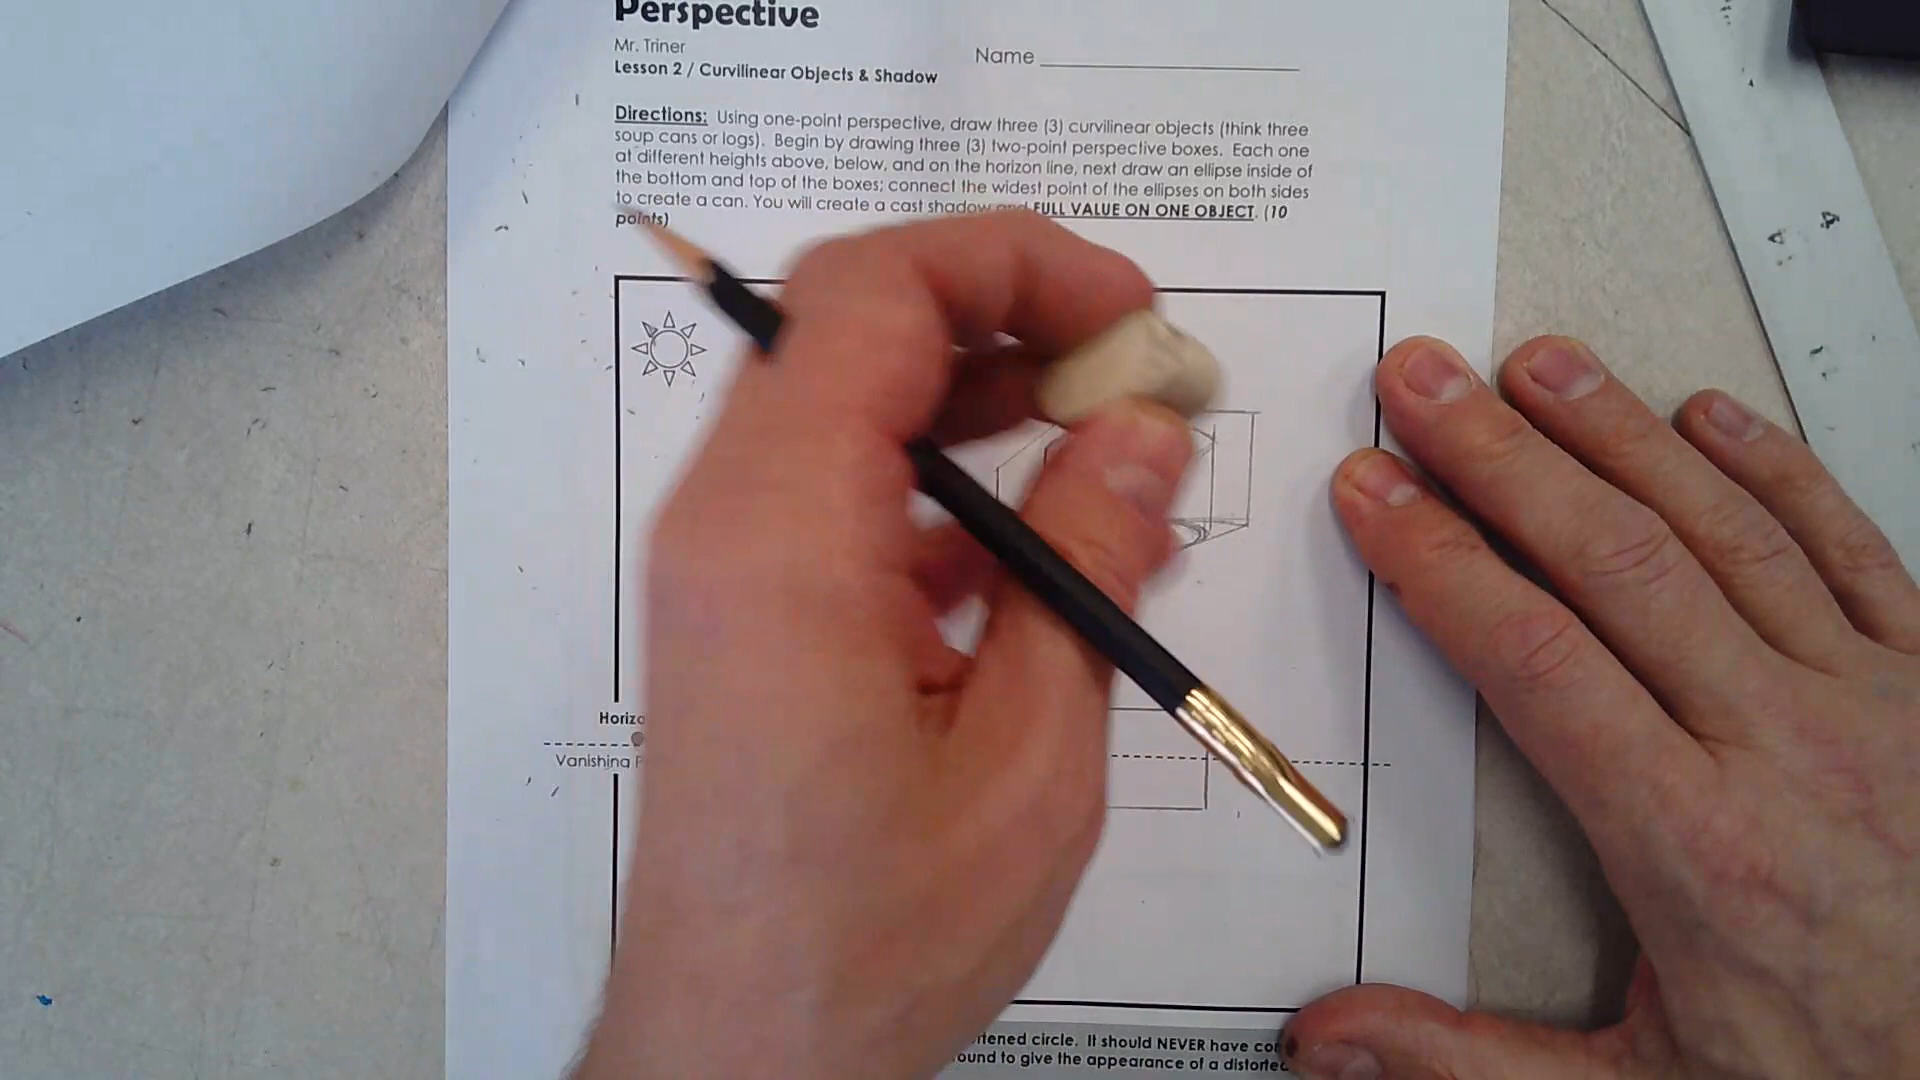 Perspective
Mr. Triner
Name
Lesson 2 / Curvilinear Objects & Shadow
Directions: Using one-point perspective, draw three (3) curvilinear objects (think three
soup cans or logs). Begin by drawing three (3) two-point perspective boxes. Each one
at different heights above, below, and on the horizon line, next draw an ellipse inside of
the bottom and top of the boxes; connect the widest point of the ellipses on both sides
to create a can. You will create a cast shadow and FULL VALUE ON ONE OBJECT. (10
points)
Vanishing
circle. It should NEVER have
to give the appearance of a